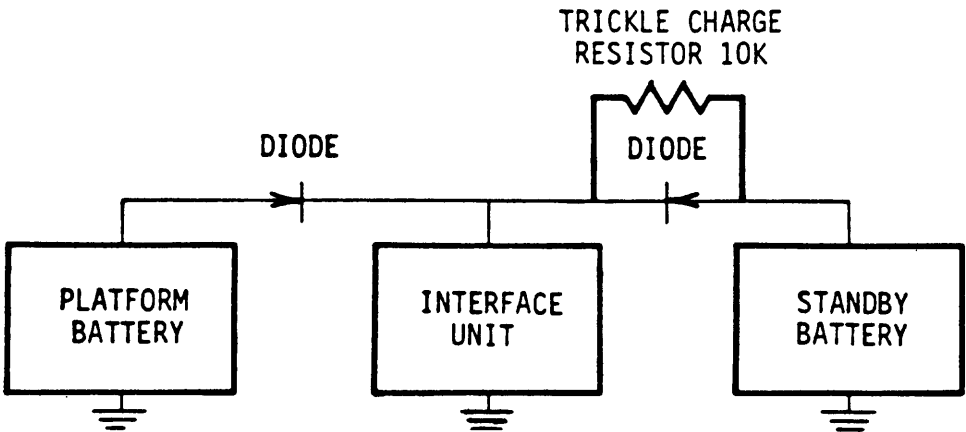 TRICKLE CHARGE
RESISTOR 10K
DIODE
DIODE
PLATFORM
BATTERY
INTERFACE
UNIT
STANDBY
BATTERY